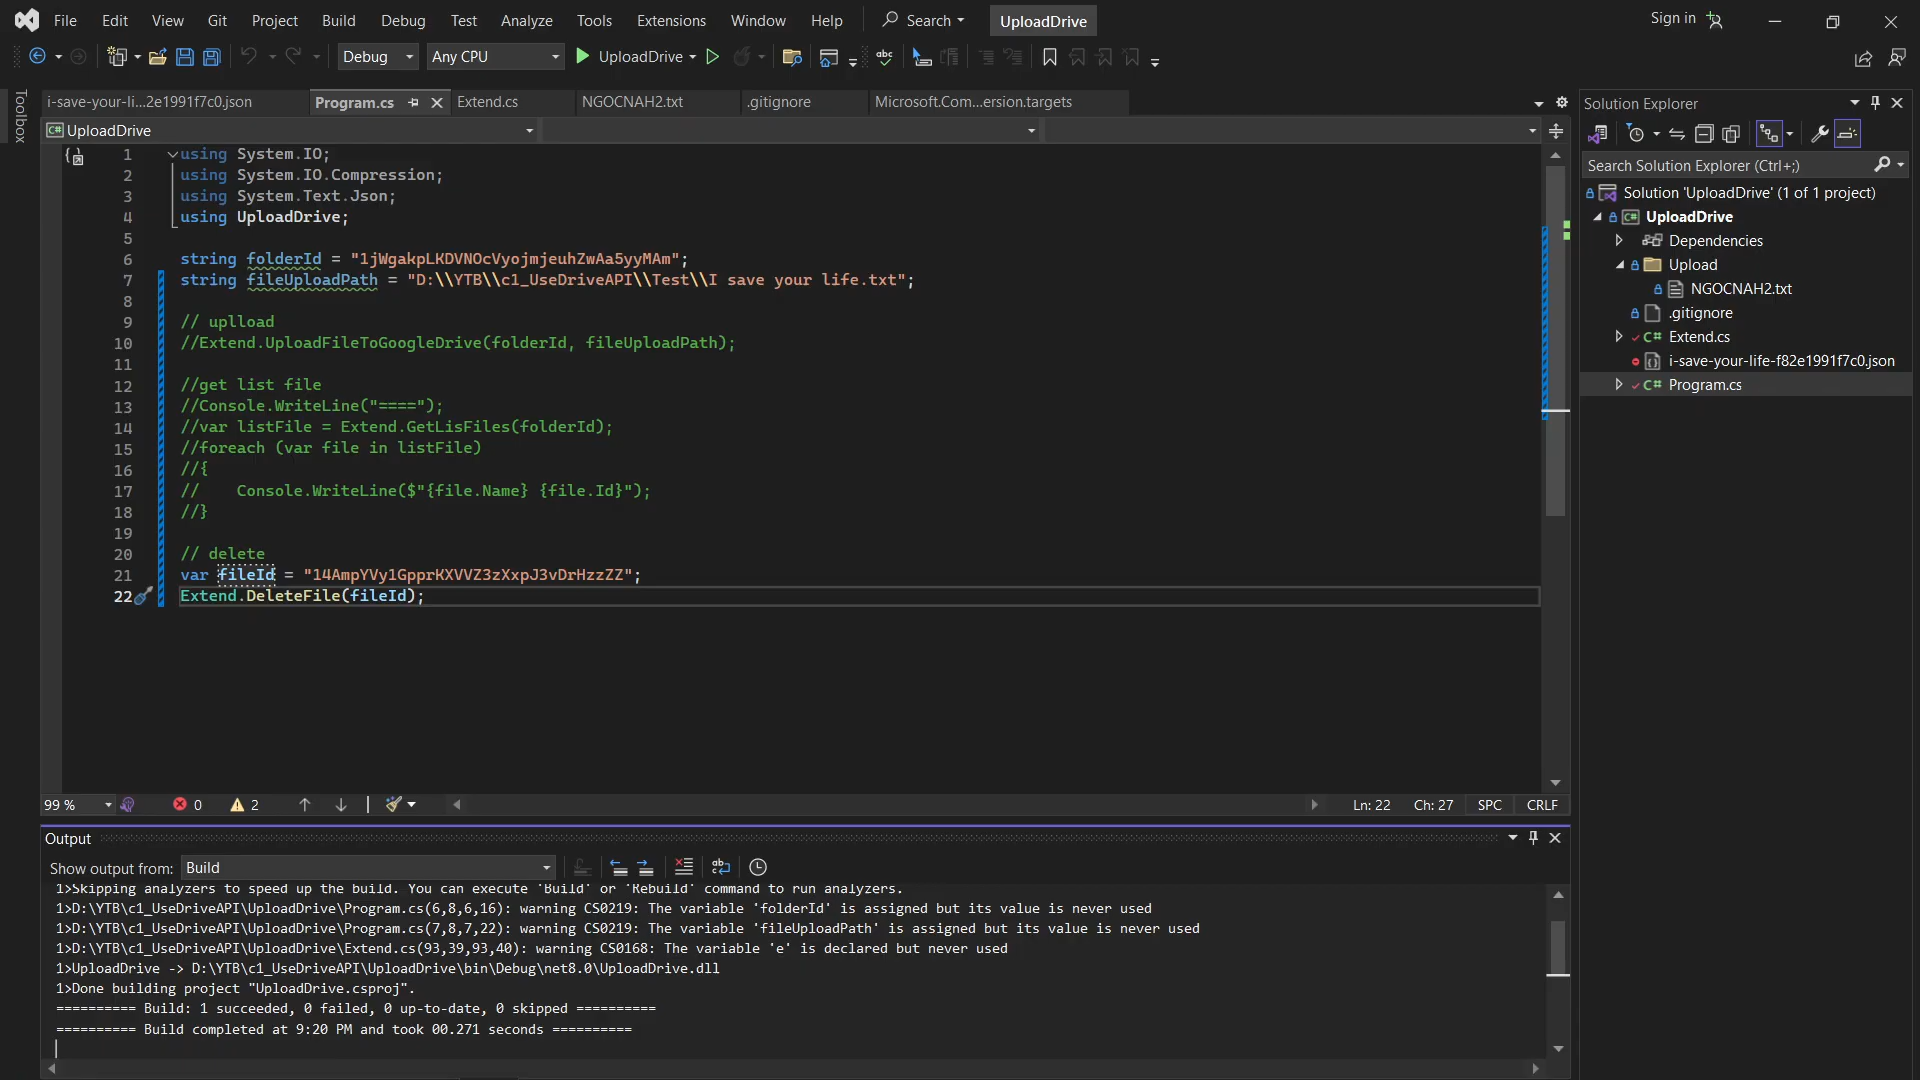 File Edit View Git Project Build Debug Test Analyze Tools Extensions Window Help Search UploadDrive Sign in
Debug Any CPU UploadDrive
Toolbox
i-save-your-li...2e1991f7c0.json Program.cs Extend.cs NGOCNAH2.txt .gitignore Microsoft.Com...ersion.targets
C# UploadDrive
1 using System.IO;
2 using System.IO.Compression;
3 using System.Text.Json;
4 using UploadDrive;
5
6 string folderId = "1jWgakpLKDVNOcVyojmjeuhZwAa5yyMAm";
7 string fileUploadPath = "D:\\YTB\\c1_UseDriveAPI\\Test\\I save your life.txt";
8
9 // uplload
10 //Extend.UploadFileToGoogleDrive(folderId, fileUploadPath);
11
12 //get list file
13 //Console.WriteLine("====");
14 //var listFile = Extend.GetLisFiles(folderId);
15 //foreach (var file in listFile)
16 //{
17 //    Console.WriteLine($"{file.Name} {file.Id}");
18 //}
19
20 // delete
21 var fileId = "14AmpYVy1GpprKXVVZ3zXxpJ3vDrHzzZZ";
22 Extend.DeleteFile(fileId);
99 % 0 2 Ln: 22 Ch: 27 SPC CRLF
Output
Show output from: Build
1>Skipping analyzers to speed up the build. You can execute 'Build' or 'Rebuild' command to run analyzers.
1>D:\YTB\c1_UseDriveAPI\UploadDrive\Program.cs(6,8,6,16): warning CS0219: The variable 'folderId' is assigned but its value is never used
1>D:\YTB\c1_UseDriveAPI\UploadDrive\Program.cs(7,8,7,22): warning CS0219: The variable 'fileUploadPath' is assigned but its value is never used
1>D:\YTB\c1_UseDriveAPI\UploadDrive\Extend.cs(93,39,93,40): warning CS0168: The variable 'e' is declared but never used
1>UploadDrive -> D:\YTB\c1_UseDriveAPI\UploadDrive\bin\Debug\net8.0\UploadDrive.dll
1>Done building project "UploadDrive.csproj".
========== Build: 1 succeeded, 0 failed, 0 up-to-date, 0 skipped ==========
========== Build completed at 9:20 PM and took 00.271 seconds ==========
Solution Explorer
Search Solution Explorer (Ctrl+;)
Solution 'UploadDrive' (1 of 1 project)
C# UploadDrive
Dependencies
Upload
NGOCNAH2.txt
.gitignore
C# Extend.cs
i-save-your-life-f82e1991f7c0.json
C# Program.cs